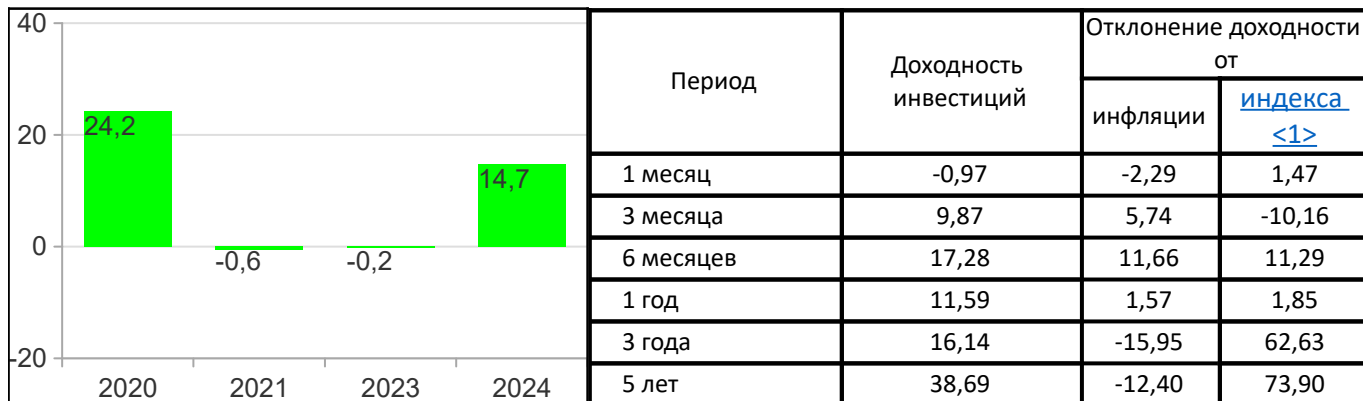 40
20
0
-20
24,2
-0,6
-0,2
14,7
2020 2021 2023 2024
Период
Доходность
инвестиций
Отклонение доходности
от
инфляции
индекса
<1>
1 месяц -0,97 -2,29 1,47
3 месяца 9,87 5,74 -10,16
6 месяцев 17,28 11,66 11,29
1 год 11,59 1,57 1,85
3 года 16,14 -15,95 62,63
5 лет 38,69 -12,40 73,90